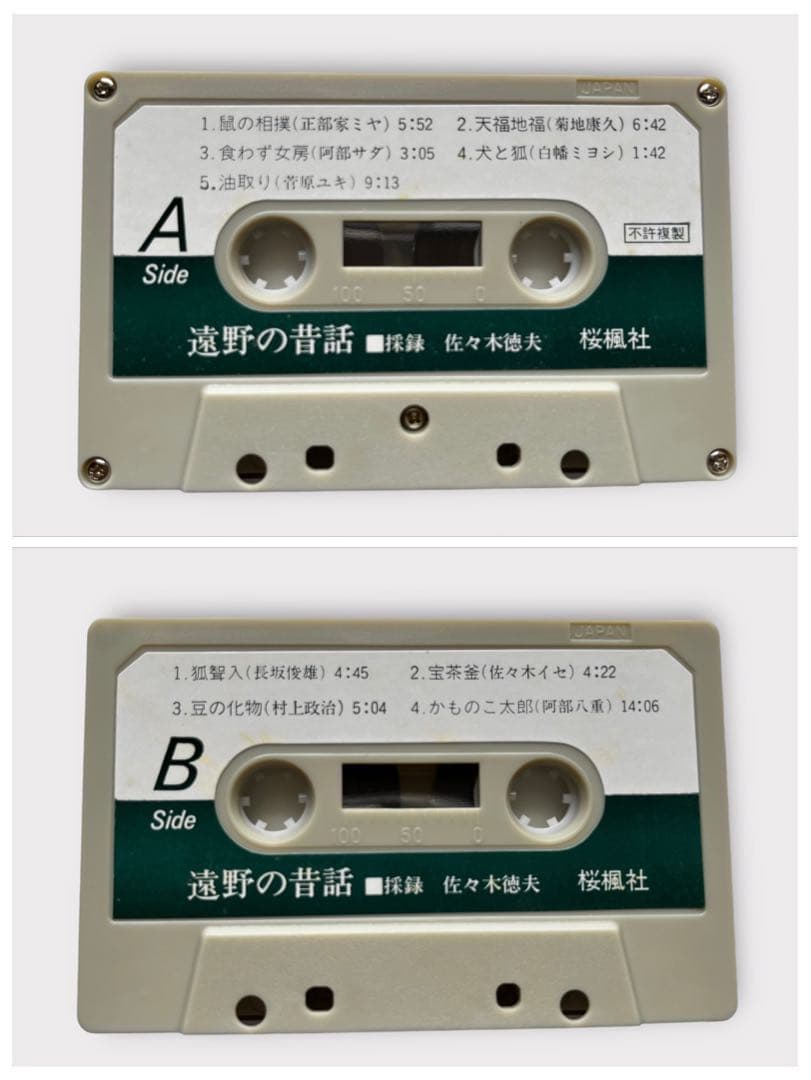 JAPAN
1.鼠の相撲(正部家ミヤ) 5:52 2.天福地福(菊地康久) 6:42
3.食わず女房(阿部サダ) 3:05 4.犬と狐(白幡ミヨシ) 1:42
5.油取り(菅原ユキ) 9:13
A
Side
不許複製
100 50 0
遠野の昔話 ■採録 佐々木徳夫 桜楓社
JAPAN
1.狐聟入(長坂俊雄) 4:45 2.宝茶釜(佐々木イセ) 4:22
3.豆の化物(村上政治) 5:04 4.かものこ太郎(阿部八重) 14:06
B
Side
100 50 0
遠野の昔話 ■採録 佐々木徳夫 桜楓社